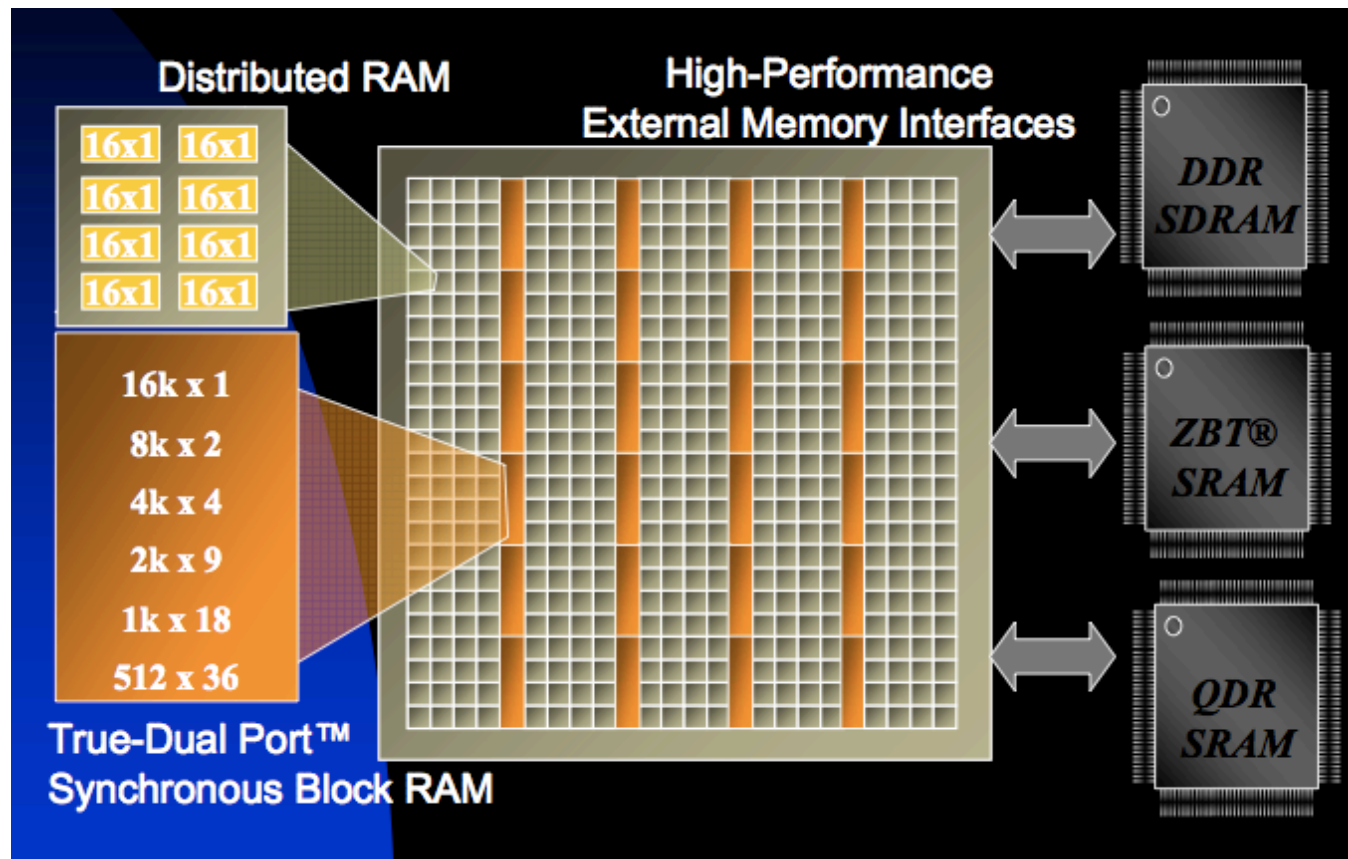 Distributed RAM
16x1 16x1
16x1 16x1
16x1 16x1
16x1 16x1
16k x 1
8k x 2
4k x 4
2k x 9
1k x 18
512 x 36
True-Dual Port™
Synchronous Block RAM
High-Performance
External Memory Interfaces
DDR
SDRAM
ZBT®
SRAM
QDR
SRAM